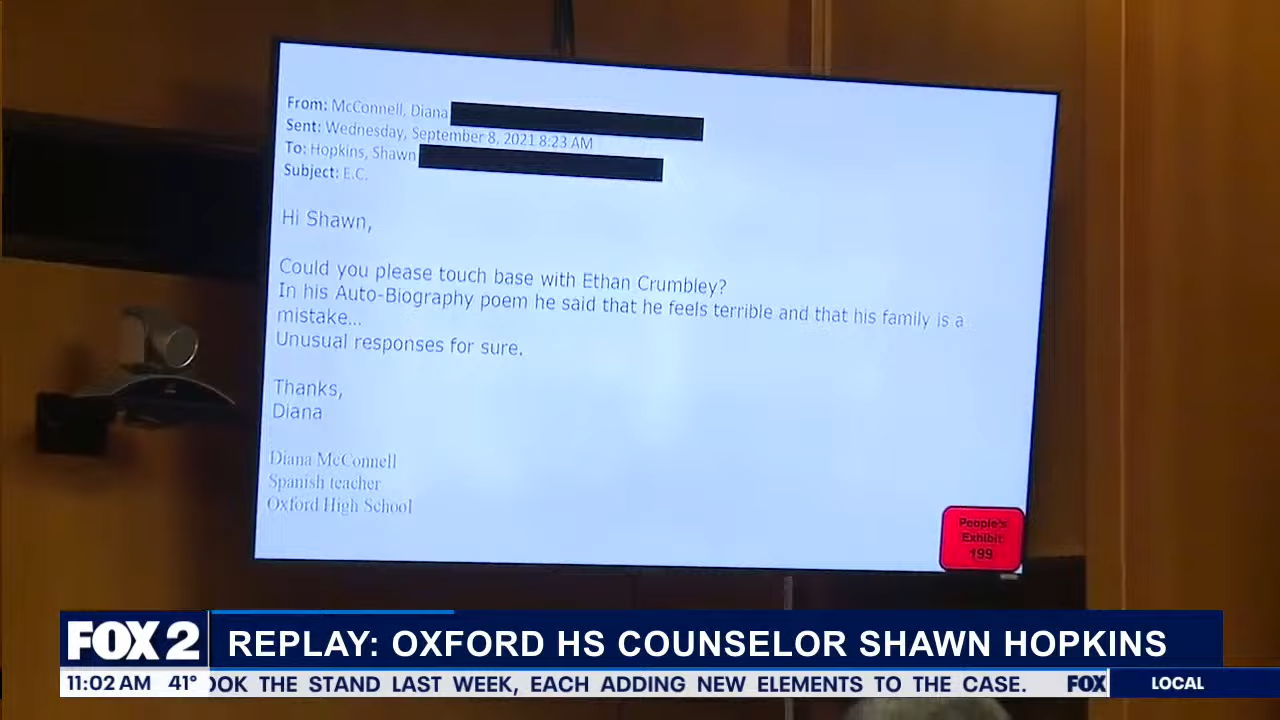 From: McConnell, Diana
Sent: Wednesday, September 8, 2021 8:23 AM
To: Hopkins, Shawn
Subject: E.C.
Hi Shawn,
Could you please touch base with Ethan Crumbley?
In his Auto-Biography poem he said that he feels terrible and that his family is a
mistake...
Unusual responses for sure.
Thanks,
Diana
Diana McConnell
Spanish teacher
Oxford High School
People's
Exhibit
199
FOX 2
REPLAY: OXFORD HS COUNSELOR SHAWN HOPKINS
11:02 AM 41° OOK THE STAND LAST WEEK, EACH ADDING NEW ELEMENTS TO THE CASE. FOX LOCAL